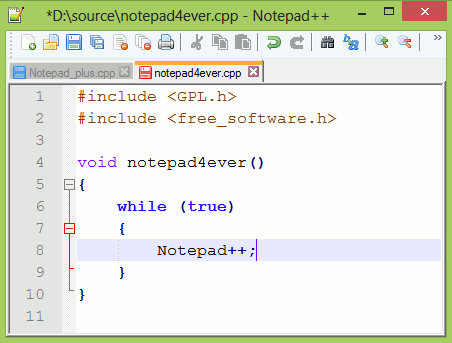 *D:\source\notepad4ever.cpp - Notepad++
Notepad_plus.cpp notepad4ever.cpp
1 #include <GPL.h>
2 #include <free_software.h>
3
4 void notepad4ever()
5 {
6 while (true)
7 {
8 Notepad++;
9 }
10 }
11